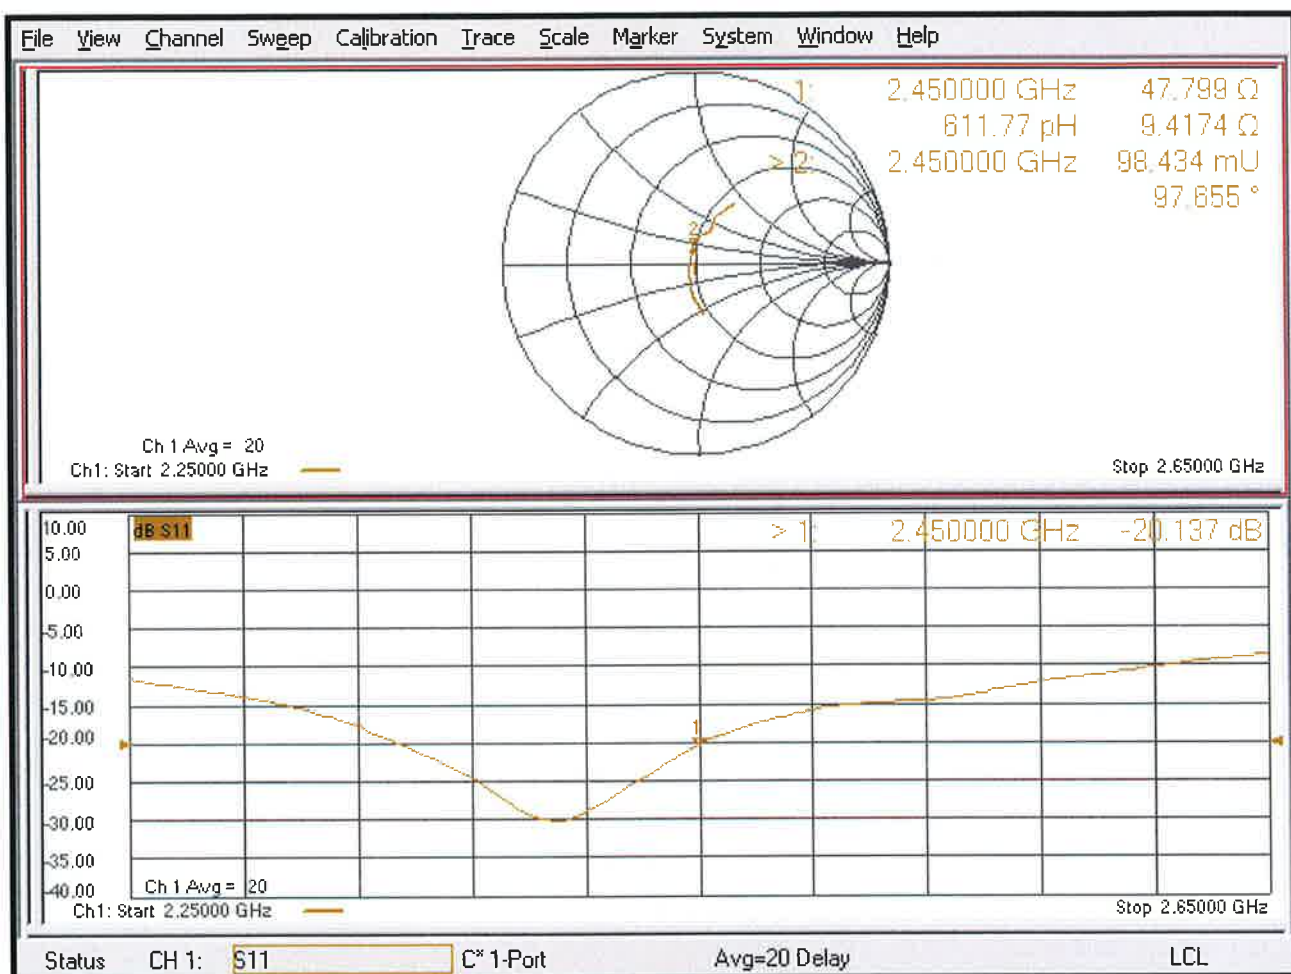 File View Channel Sweep Calibration Trace Scale Marker System Window Help
1: 2.450000 GHz 47.799 Ω
611.77 pH 9.4174 Ω
> 2: 2.450000 GHz 98.434 mU
97.655 °
2
Ch 1 Avg = 20
Ch1: Start 2.25000 GHz
Stop 2.65000 GHz
10.00
dB S11
> 1: 2.450000 GHz -20.137 dB
5.00
0.00
-5.00
-10.00
-15.00
-20.00
1
-25.00
-30.00
-35.00
-40.00
Ch 1 Avg = 20
Ch1: Start 2.25000 GHz
Stop 2.65000 GHz
Status CH 1: S11 C* 1-Port Avg=20 Delay LCL